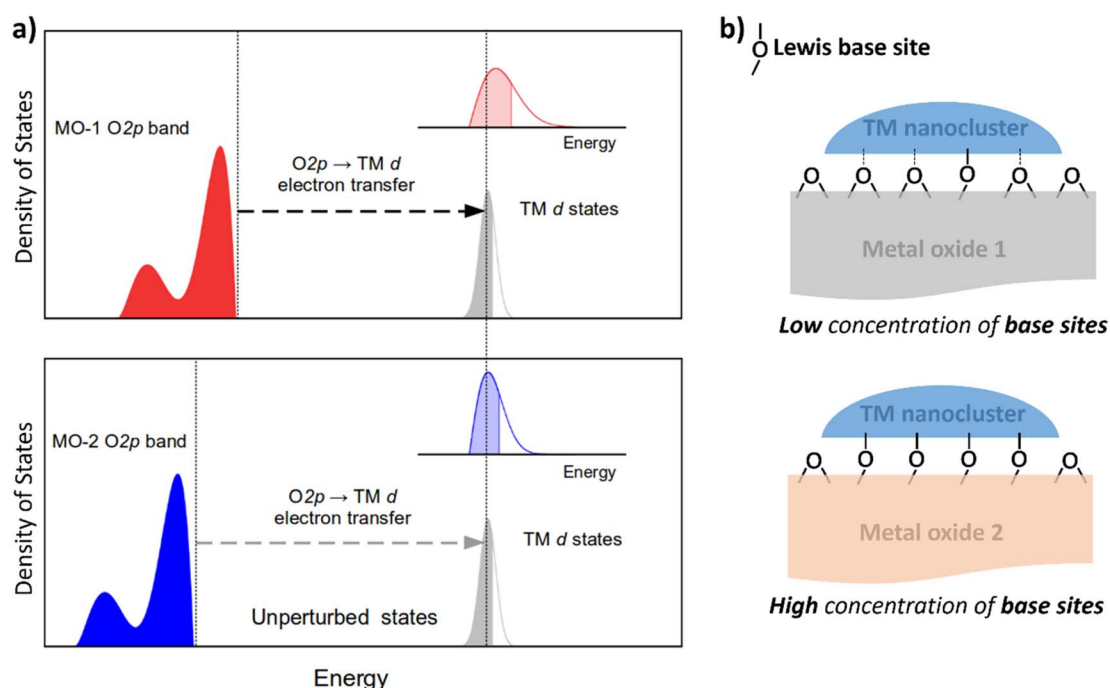 a)
Density of States
MO-1 O2p band
O2p → TM d
electron transfer
Energy
TM d states
Density of States
MO-2 O2p band
O2p → TM d
electron transfer
Energy
TM d states
Unperturbed states
Energy
b)
O Lewis base site
TM nanocluster
O O O O O O
Metal oxide 1
Low concentration of base sites
TM nanocluster
O O O O O O
Metal oxide 2
High concentration of base sites